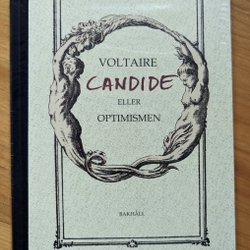 VOLTAIRE
CANDIDE
ELLER
OPTIMISMEN
BAKHÅLL